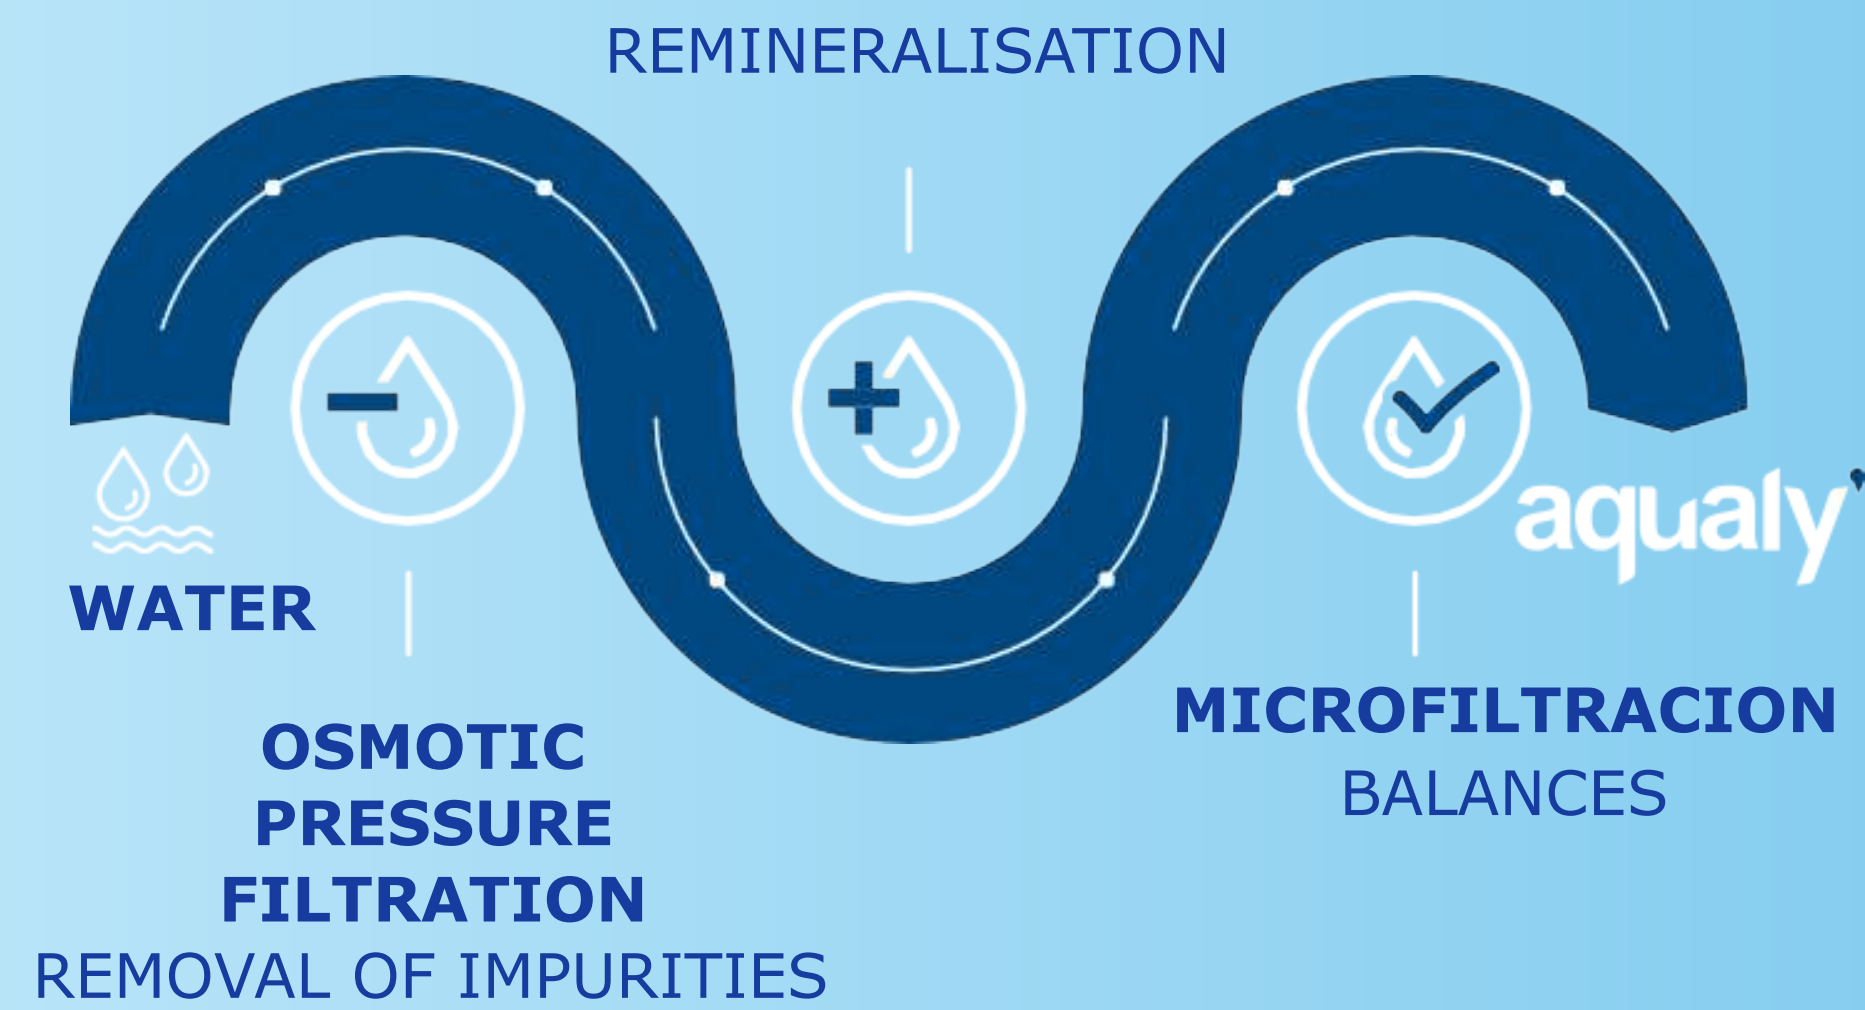 REMINERALISATION
aqualy
WATER
OSMOTIC
PRESSURE
FILTRATION
REMOVAL OF IMPURITIES
MICROFILTRACION
BALANCES